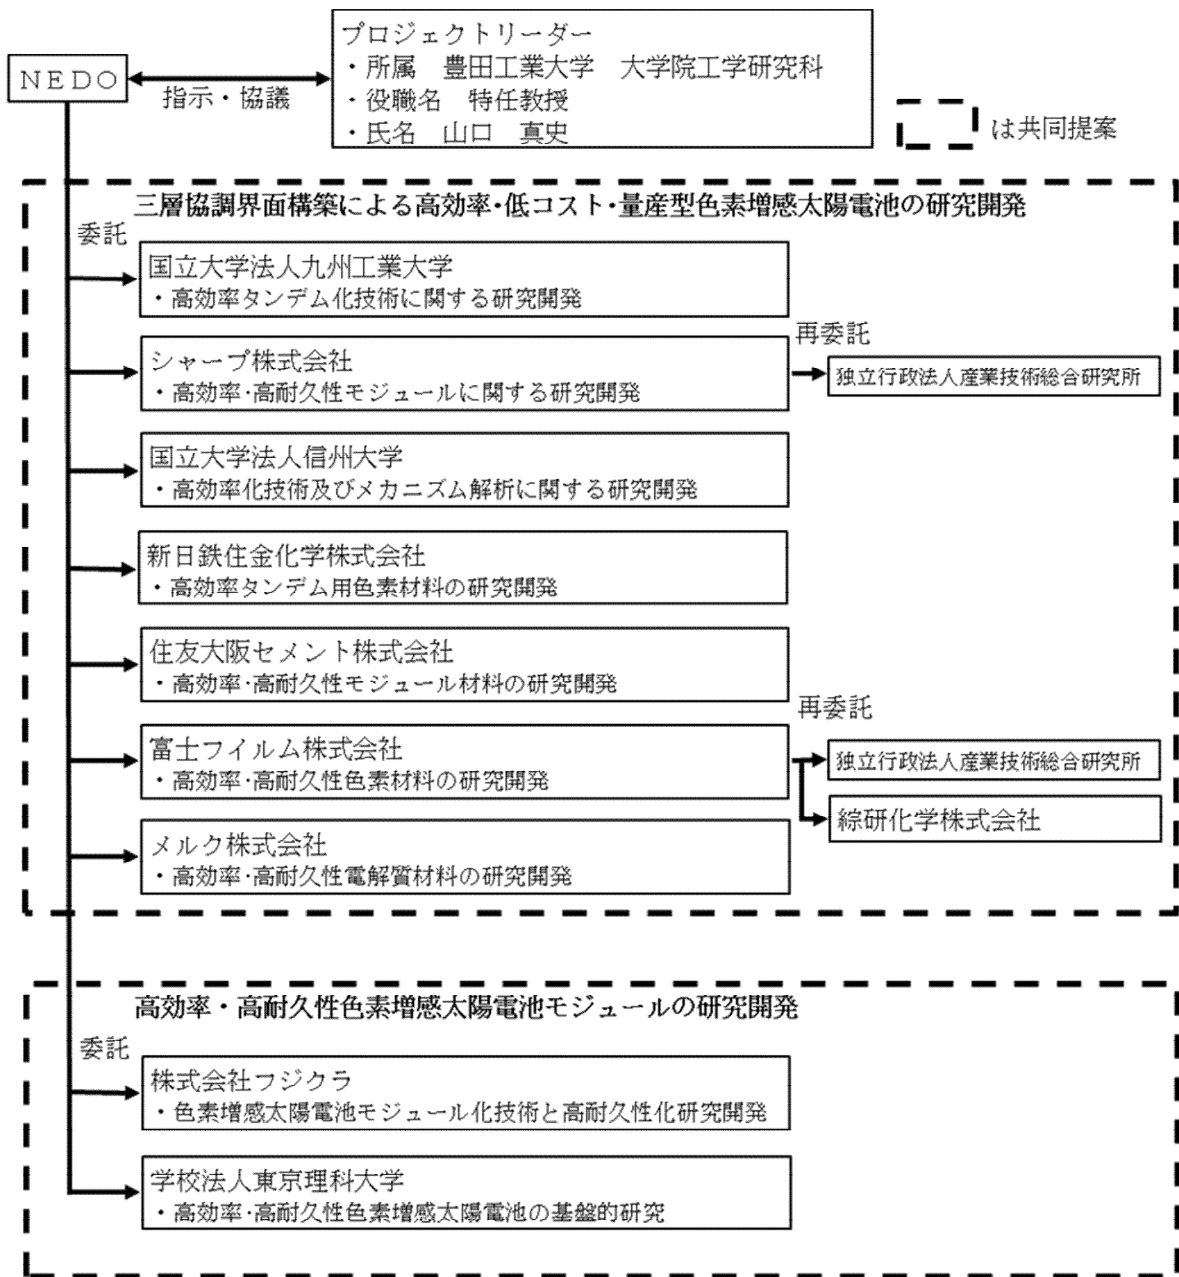 プロジェクトリーダー
・所属　豊田工業大学　大学院工学研究科
・役職名　特任教授
・氏名　山口　真史
NEDO
指示・協議
は共同提案
三層協調界面構築による高効率・低コスト・量産型色素増感太陽電池の研究開発
委託
国立大学法人九州工業大学
・高効率タンデム化技術に関する研究開発
シャープ株式会社
・高効率・高耐久性モジュールに関する研究開発
再委託
独立行政法人産業技術総合研究所
国立大学法人信州大学
・高効率化技術及びメカニズム解析に関する研究開発
新日鉄住金化学株式会社
・高効率タンデム用色素材料の研究開発
住友大阪セメント株式会社
・高効率・高耐久性モジュール材料の研究開発
再委託
富士フイルム株式会社
・高効率・高耐久性色素材料の研究開発
独立行政法人産業技術総合研究所
綜研化学株式会社
メルク株式会社
・高効率・高耐久性電解質材料の研究開発
高効率・高耐久性色素増感太陽電池モジュールの研究開発
委託
株式会社フジクラ
・色素増感太陽電池モジュール化技術と高耐久性化研究開発
学校法人東京理科大学
・高効率・高耐久性色素増感太陽電池の基盤的研究